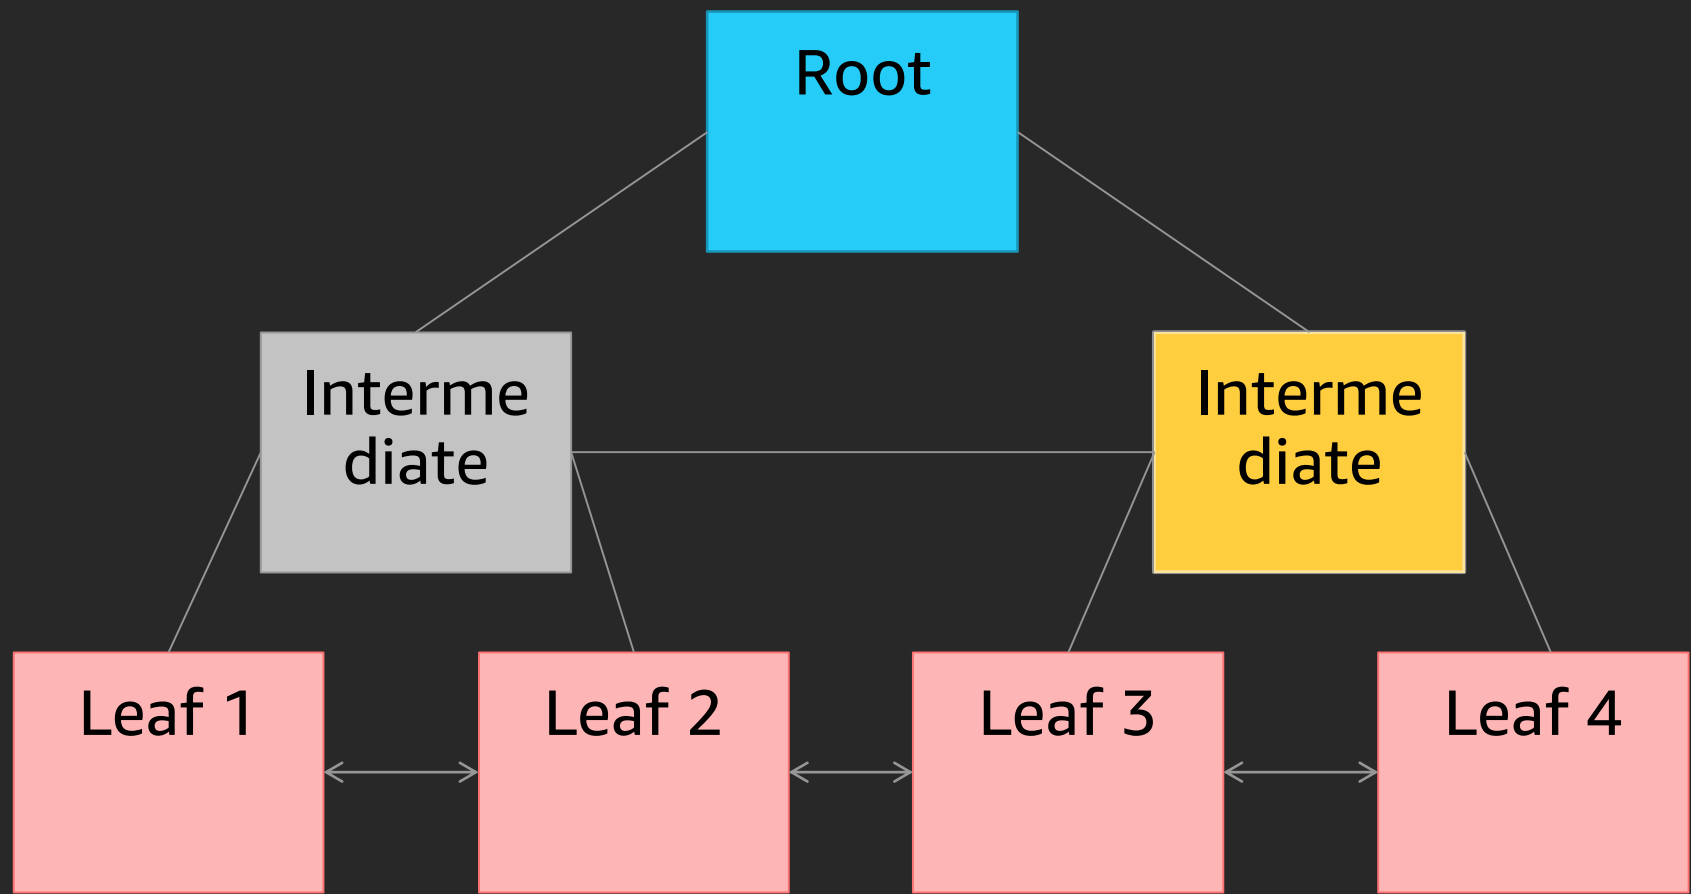 Root
Interme
diate
Interme
diate
Leaf 1
Leaf 2
Leaf 3
Leaf 4